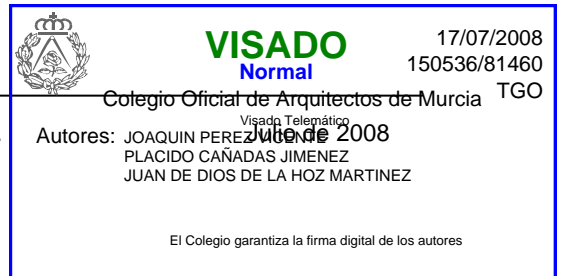 VISADO
Normal
17/07/2008
150536/81460
TGO
Colegio Oficial de Arquitectos de Murcia
Visado Telemático
Julio de 2008
Autores: JOAQUIN PEREZ VICENTE
PLACIDO CAÑADAS JIMENEZ
JUAN DE DIOS DE LA HOZ MARTINEZ
El Colegio garantiza la firma digital de los autores